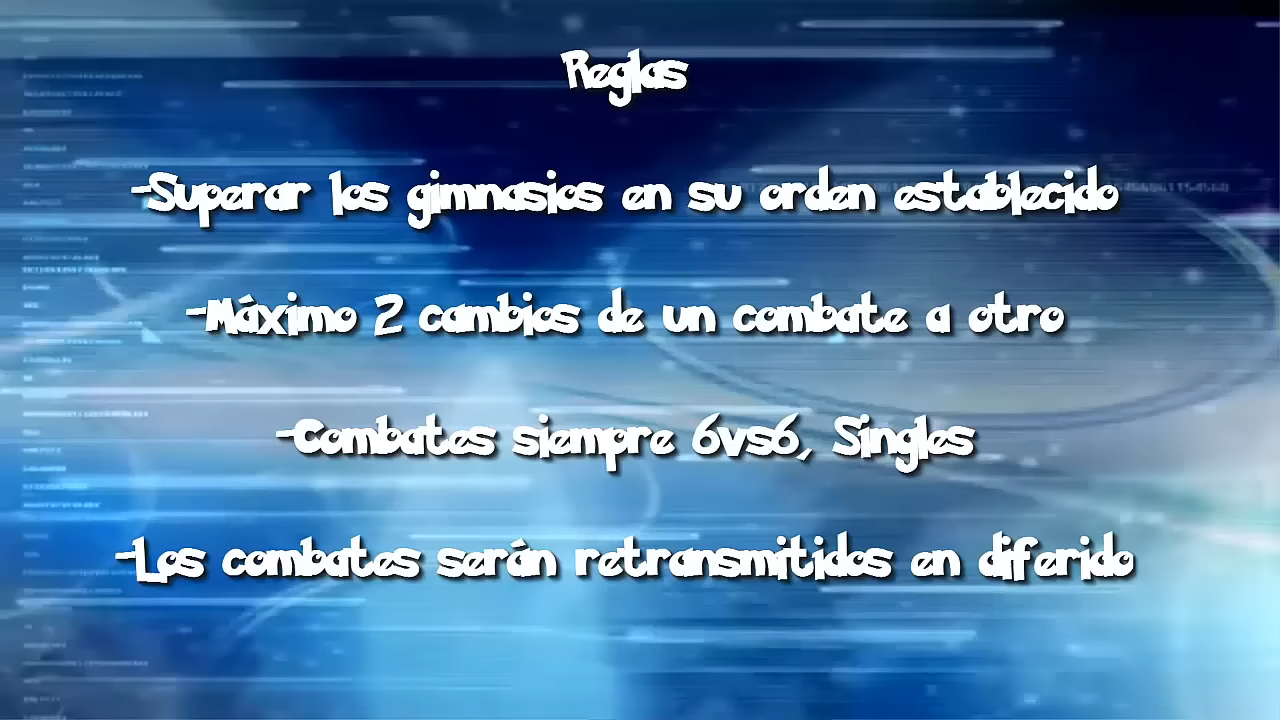 Reglas
-Superar los gimnasios en su orden establecido
-Máximo 2 cambios de un combate a otro
-Combates siempre 6vs6, Singles
-Los combates serán retransmitidos en diferido